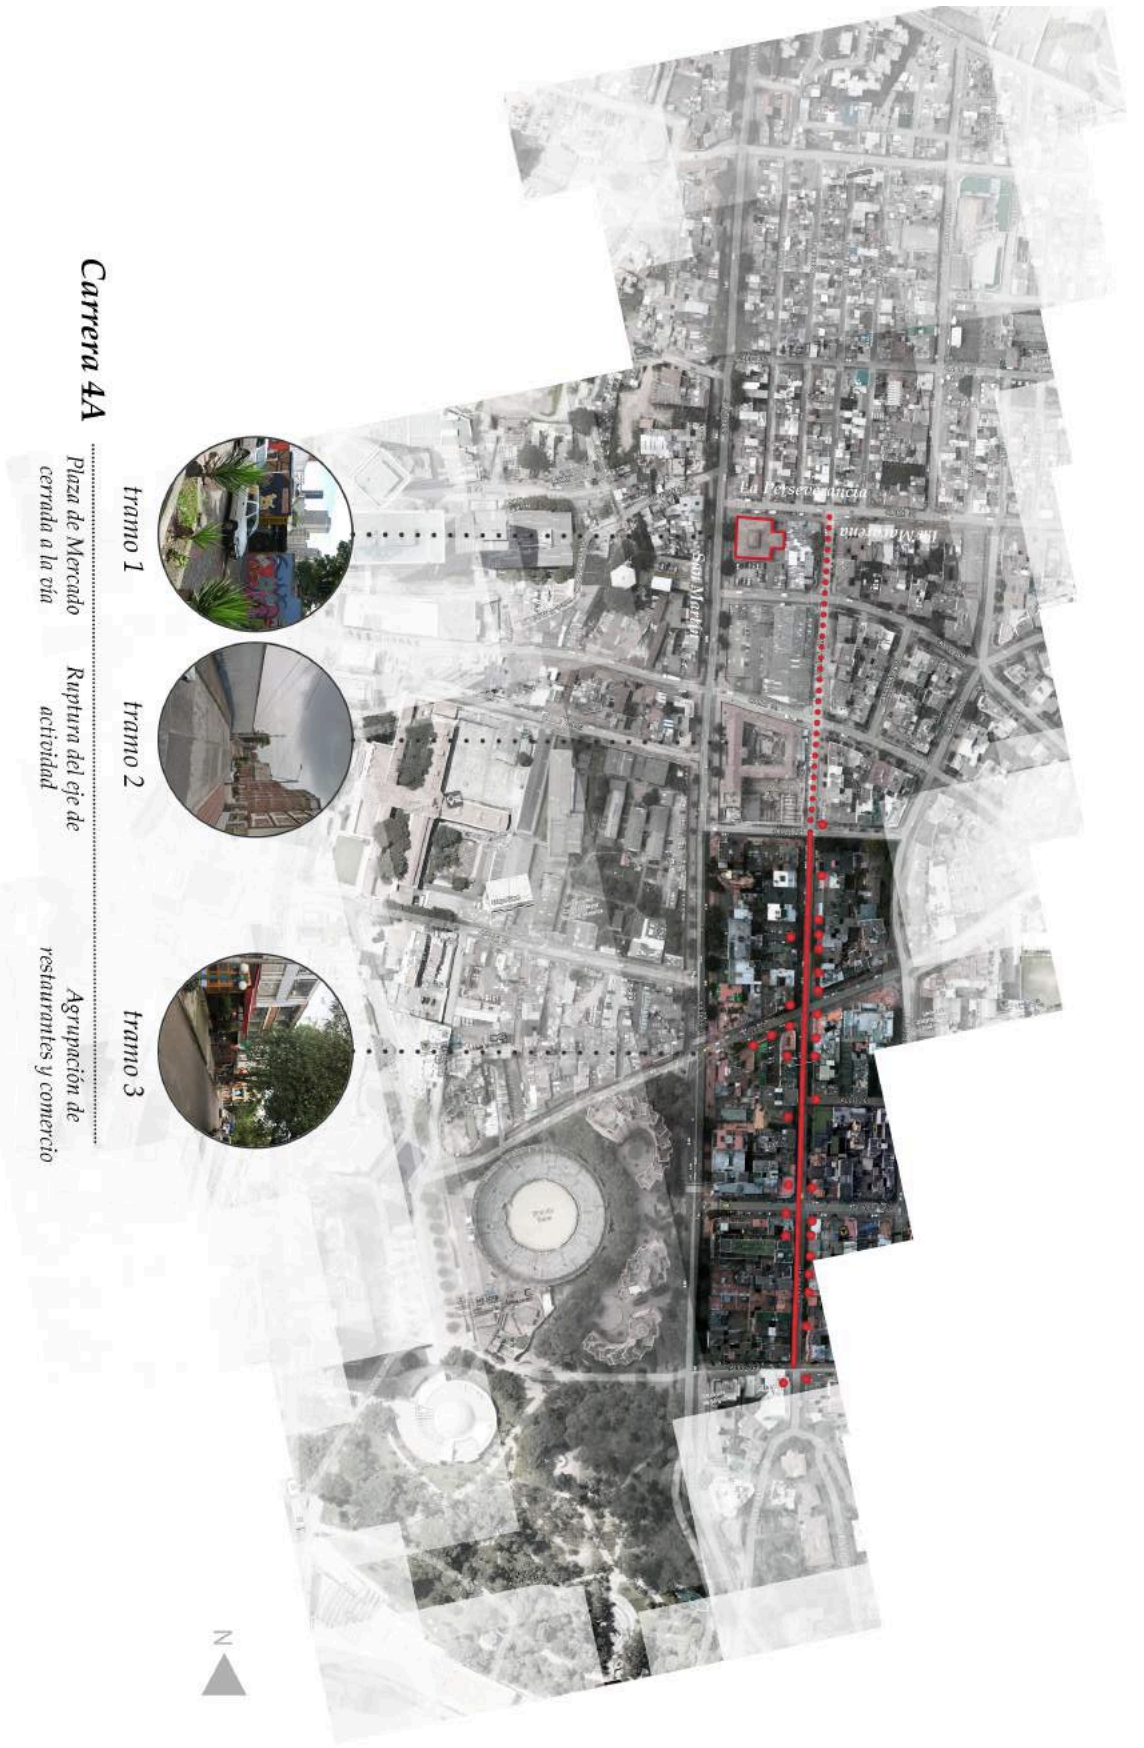 Carrera 4A
tramo 1
Plaza de Mercado
cerrada a la vía
tramo 2
Ruptura del eje de
actividad
tramo 3
Agrupación de
restaurantes y comercio
La Perseverancia
La Macarena
San Martín
N